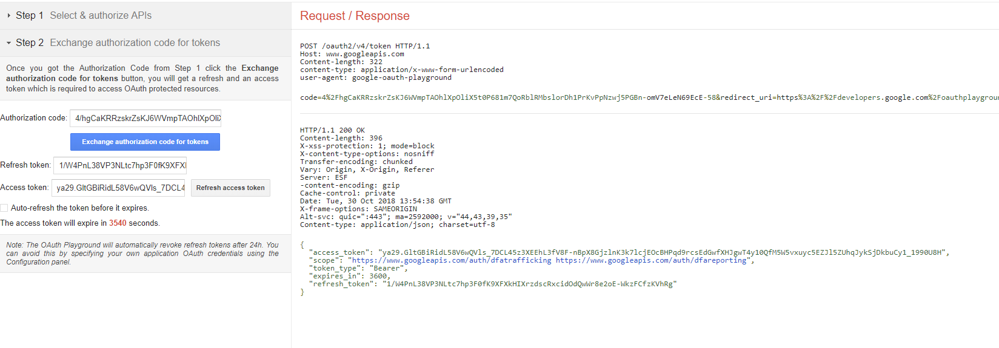 Step 1 Select & authorize APIs
Step 2 Exchange authorization code for tokens
Once you got the Authorization Code from Step 1 click the Exchange
authorization code for tokens button, you will get a refresh and an access
token which is required to access OAuth protected resources.
Authorization code: 4/hgCaKRRzskrZsKJ6WVmpTAOhlXpOliX
Exchange authorization code for tokens
Refresh token: 1/W4PnL38VP3NLtc7hp3F0fK9XFXl
Access token: ya29.GltGBiRidL58V6wQVls_7DCL4 Refresh access token
Auto-refresh the token before it expires.
The access token will expire in 3540 seconds.
Note: The OAuth Playground will automatically revoke refresh tokens after 24h. You
can avoid this by specifying your own application OAuth credentials using the
Configuration panel.
Request / Response
POST /oauth2/v4/token HTTP/1.1
Host: www.googleapis.com
Content-length: 322
content-type: application/x-www-form-urlencoded
user-agent: google-oauth-playground
code=4%2FhgCaKRRzskrZsKJ6WVmpTAOhlXpOliX5t0P681m7QoRblRMbslorDh1PrKvPpNzwj5PGBn-omV7eLeN69EcE-58&redirect_uri=https%3A%2F%2Fdevelopers.google.com%2Foauthplaygroun
HTTP/1.1 200 OK
Content-length: 396
X-xss-protection: 1; mode=block
X-content-type-options: nosniff
Transfer-encoding: chunked
Vary: Origin, X-Origin, Referer
Server: ESF
-content-encoding: gzip
Cache-control: private
Date: Tue, 30 Oct 2018 13:54:38 GMT
X-frame-options: SAMEORIGIN
Alt-svc: quic=":443"; ma=2592000; v="44,43,39,35"
Content-type: application/json; charset=utf-8
{
"access_token": "ya29.GltGBiRidL58V6wQVls_7DCL45z3XEEhL3fV8F-nBpX8GjzlnK3k7lcjEOcBHPqd9rcsEdGwfXHJgwT4y10QfM5W5vxuyc5EZJl5ZUhqJykSjDkbuCy1_1990U8H",
"scope": "https://www.googleapis.com/auth/dfatrafficking https://www.googleapis.com/auth/dfareporting",
"token_type": "Bearer",
"expires_in": 3600,
"refresh_token": "1/W4PnL38VP3NLtc7hp3F0fK9XFXkHIXrzdscRxcidOdQwWr8e2oE-WkzFCfzKVhRg"
}